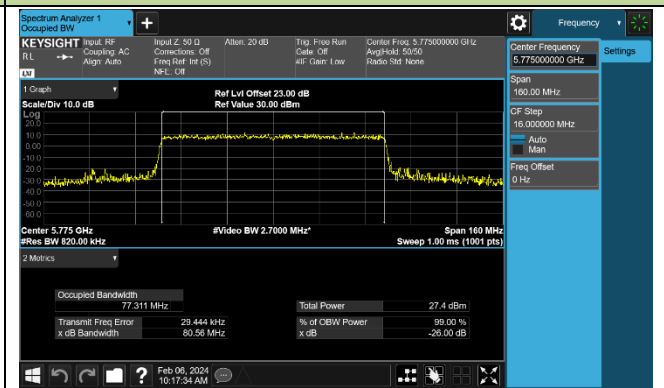 Spectrum Analyzer 1
Occupied BW
+
Frequency
KEYSIGHT
RL
LXI
Input: RF
Coupling: AC
Align: Auto
Input Z: 50 Ω
Corrections: Off
Freq Ref: Int (S)
NFE: Off
Atten: 20 dB
Trig: Free Run
Gate: Off
#IF Gain: Low
Center Freq: 5.775000000 GHz
Avg|Hold: 50/50
Radio Std: None
1 Graph
Scale/Div 10.0 dB
Ref Lvl Offset 23.00 dB
Ref Value 30.00 dBm
Log
20.0
10.0
0.00
-10.0
-20.0
-30.0
-40.0
-50.0
-60.0
Center 5.775 GHz
#Res BW 820.00 kHz
#Video BW 2.7000 MHz*
Span 160 MHz
Sweep 1.00 ms (1001 pts)
2 Metrics
Occupied Bandwidth
77.311 MHz
Total Power 27.4 dBm
Transmit Freq Error 29.444 kHz
% of OBW Power 99.00 %
x dB Bandwidth 80.56 MHz
x dB -26.00 dB
Center Frequency
5.775000000 GHz
Settings
Span
160.00 MHz
CF Step
16.000000 MHz
Auto
Man
Freq Offset
0 Hz
?
Feb 06, 2024
10:17:34 AM